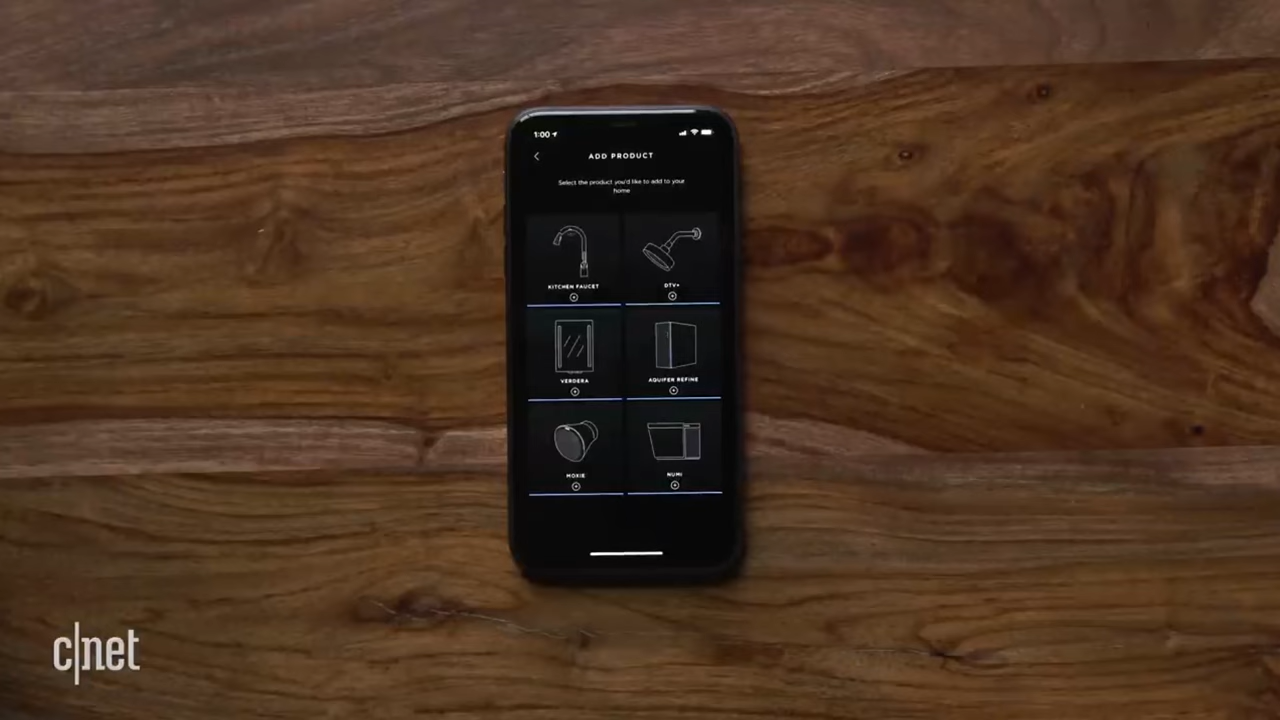 1:00
ADD PRODUCT
Select the product you'd like to add to your
home
KITCHEN FAUCET
DTV+
VERDERA
AQUIFER REFINE
MOXIE
NUMI
c|net